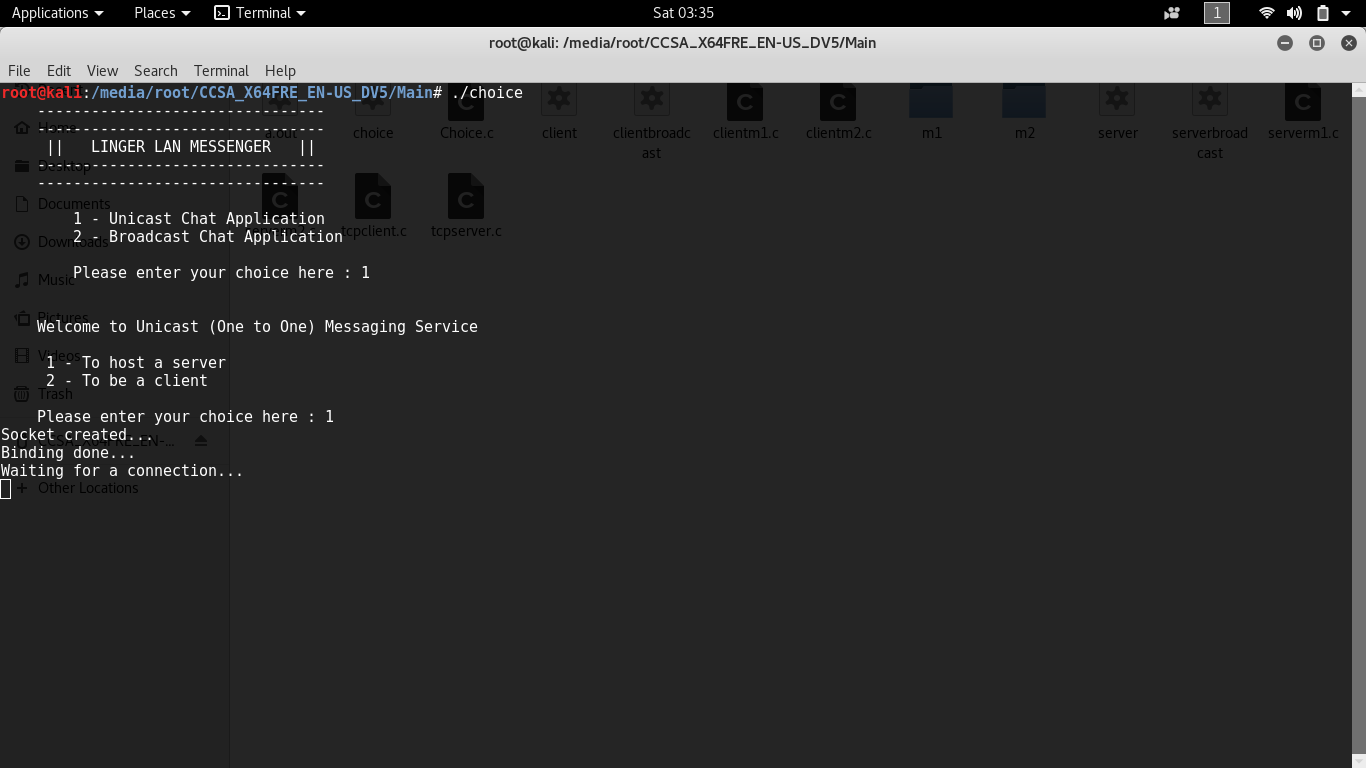 Applications Places Terminal Sat 03:35 1
root@kali: /media/root/CCSA_X64FRE_EN-US_DV5/Main
File Edit View Search Terminal Help
root@kali:/media/root/CCSA_X64FRE_EN-US_DV5/Main# ./choice
--------------------------------
--------------------------------
|| LINGER LAN MESSENGER ||
--------------------------------
--------------------------------
1 - Unicast Chat Application
2 - Broadcast Chat Application
Please enter your choice here : 1
Welcome to Unicast (One to One) Messaging Service
1 - To host a server
2 - To be a client
Please enter your choice here : 1
Socket created...
Binding done...
Waiting for a connection...
Home
Desktop
Documents
Downloads
Music
Pictures
Videos
Trash
CCSA_X64FRE_EN-...
Other Locations
a.out choice Choice.c client clientbroadc clientm1.c clientm2.c m1 m2 server serverbroad serverm1.c
ast cast
tcpclient.c tcpserver.c